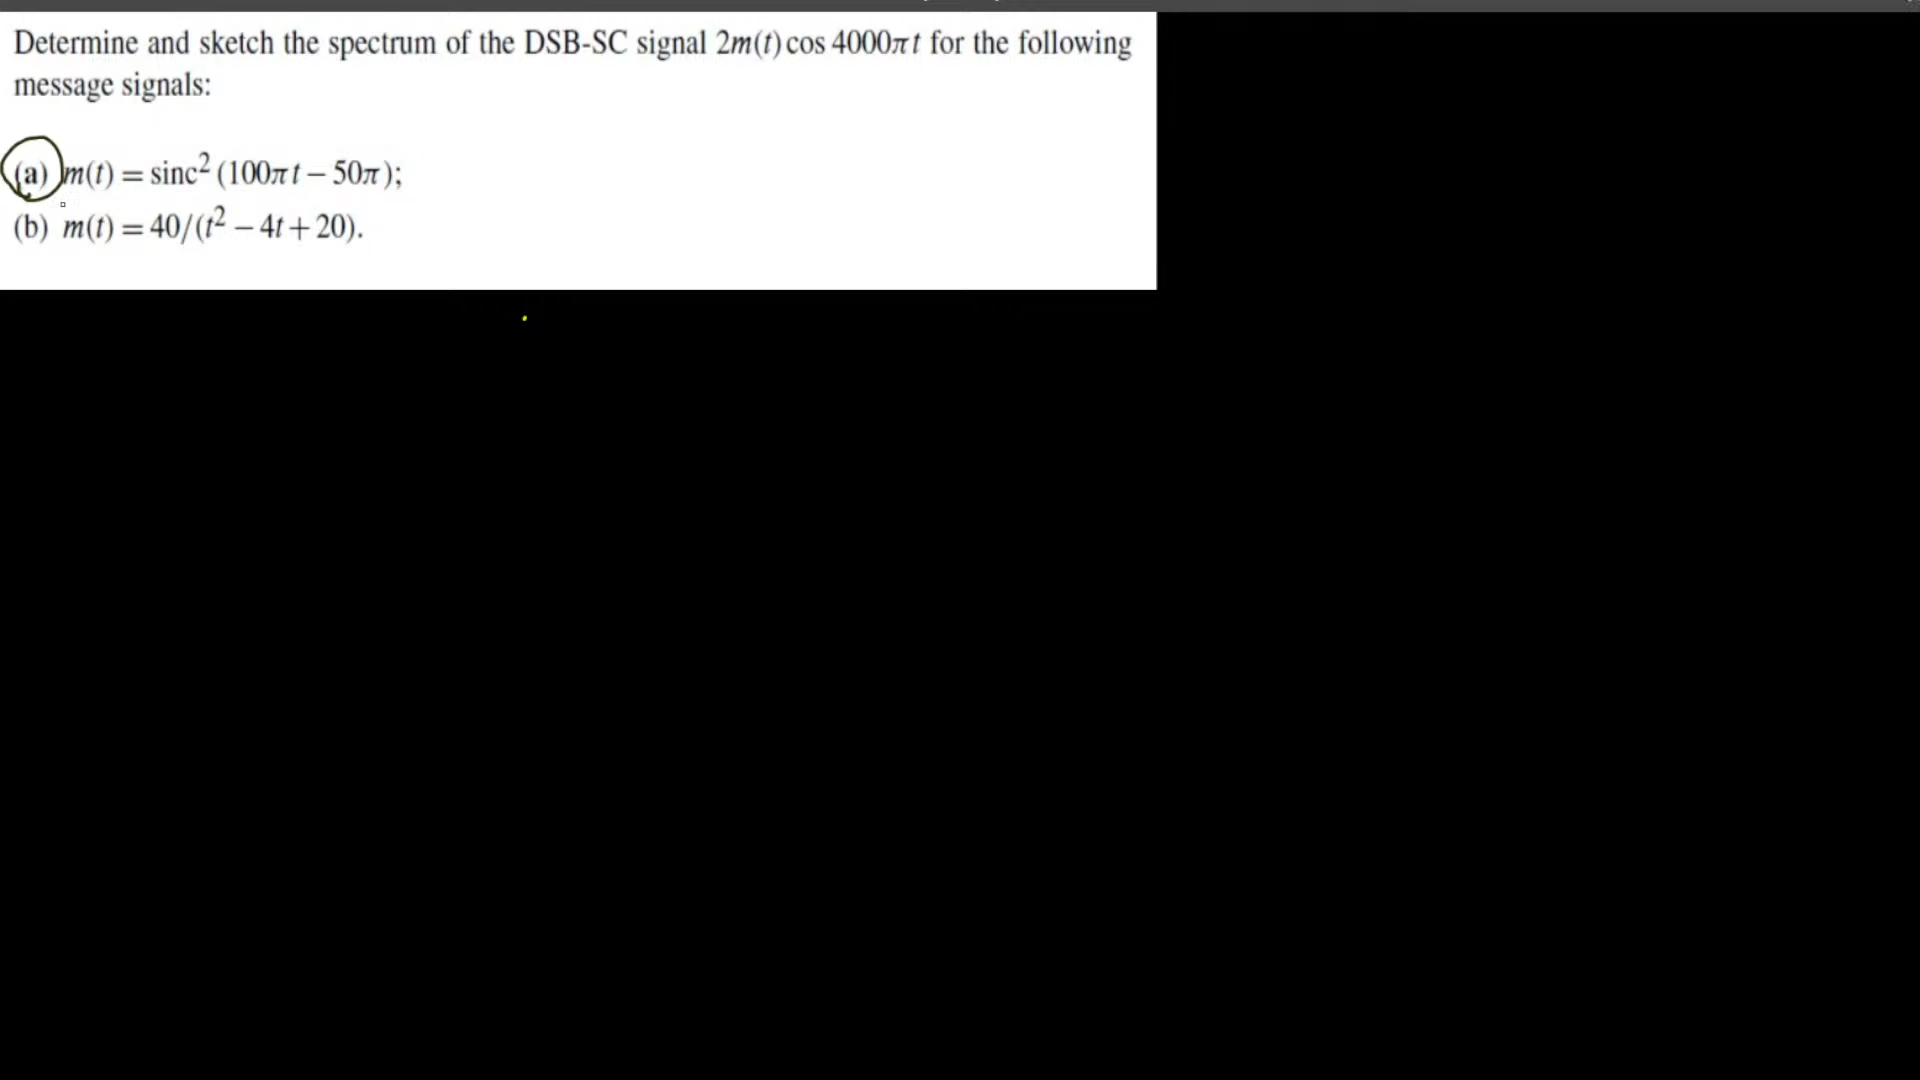 Determine and sketch the spectrum of the DSB-SC signal 2m(t) cos 4000πt for the following
message signals:
(a) m(t) = sinc² (100πt – 50π);
(b) m(t) = 40/(t² – 4t + 20).